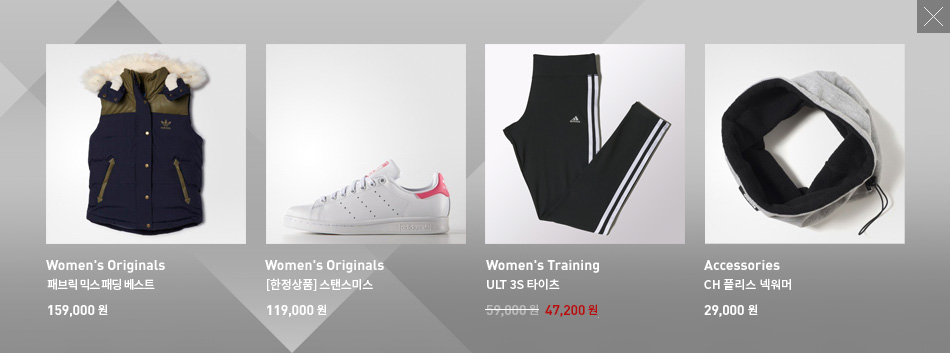 Women's Originals
패브릭 믹스 패딩 베스트
159,000 원
Women's Originals
[한정상품] 스탠스미스
119,000 원
Women's Training
ULT 3S 타이츠
59,000 원 47,200 원
Accessories
CH 플리스 넥워머
29,000 원